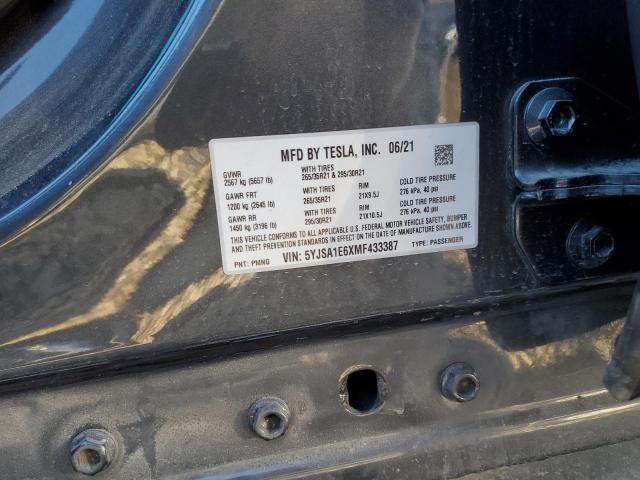 MFD BY TESLA, INC. 06/21
GVWR WITH TIRES
2567 kg (5657 lb) 265/35R21 & 295/30R21
GAWR FRT WITH TIRES RIM COLD TIRE PRESSURE
1200 kg (2645 lb) 265/35R21 21X9.5J 276 kPa, 40 psi
GAWR RR WITH TIRES RIM COLD TIRE PRESSURE
1450 kg (3196 lb) 295/30R21 21X10.5J 276 kPa, 40 psi
THIS VEHICLE CONFORMS TO ALL APPLICABLE U.S. FEDERAL MOTOR VEHICLE SAFETY, BUMPER
AND THEFT PREVENTION STANDARDS IN EFFECT ON THE DATE OF MANUFACTURE SHOWN ABOVE.
PNT: PMNG VIN: 5YJSA1E6XMF433387 TYPE: PASSENGER